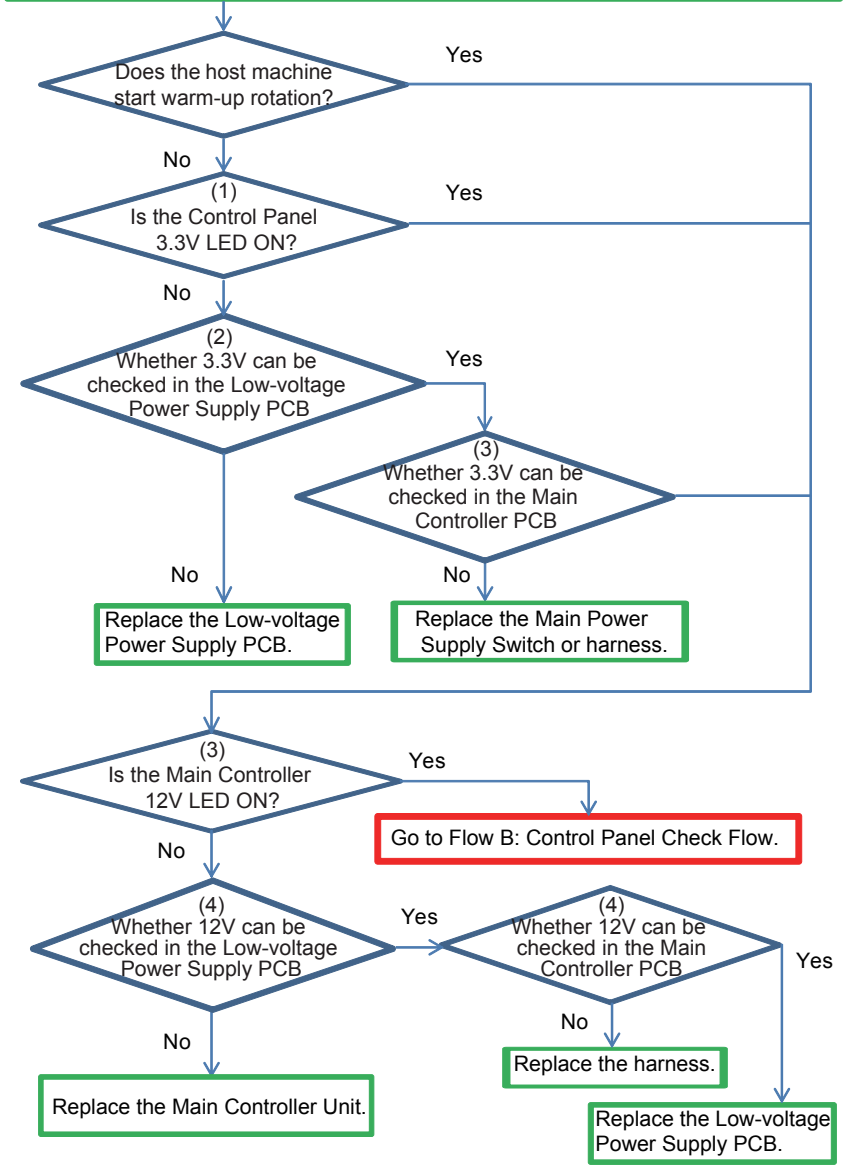 Yes
Does the host machine
start warm-up rotation?
No
(1)
Is the Control Panel
3.3V LED ON?
Yes
No
(2)
Whether 3.3V can be
checked in the Low-voltage
Power Supply PCB
Yes
(3)
Whether 3.3V can be
checked in the Main
Controller PCB
No
No
Replace the Low-voltage
Power Supply PCB.
Replace the Main Power
Supply Switch or harness.
(3)
Is the Main Controller
12V LED ON?
Yes
Go to Flow B: Control Panel Check Flow.
No
(4)
Whether 12V can be
checked in the Low-voltage
Power Supply PCB
Yes
(4)
Whether 12V can be
checked in the Main
Controller PCB
Yes
No
No
Replace the harness.
Replace the Main Controller Unit.
Replace the Low-voltage
Power Supply PCB.